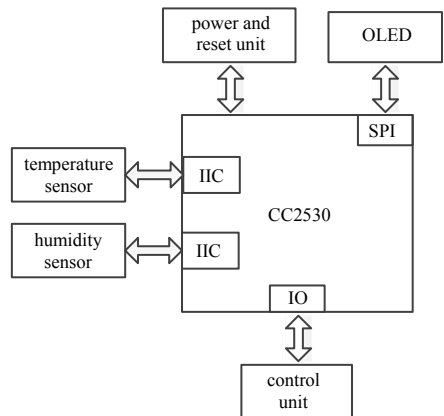 power and
reset unit
OLED
SPI
temperature
sensor
IIC
CC2530
humidity
sensor
IIC
IO
control
unit